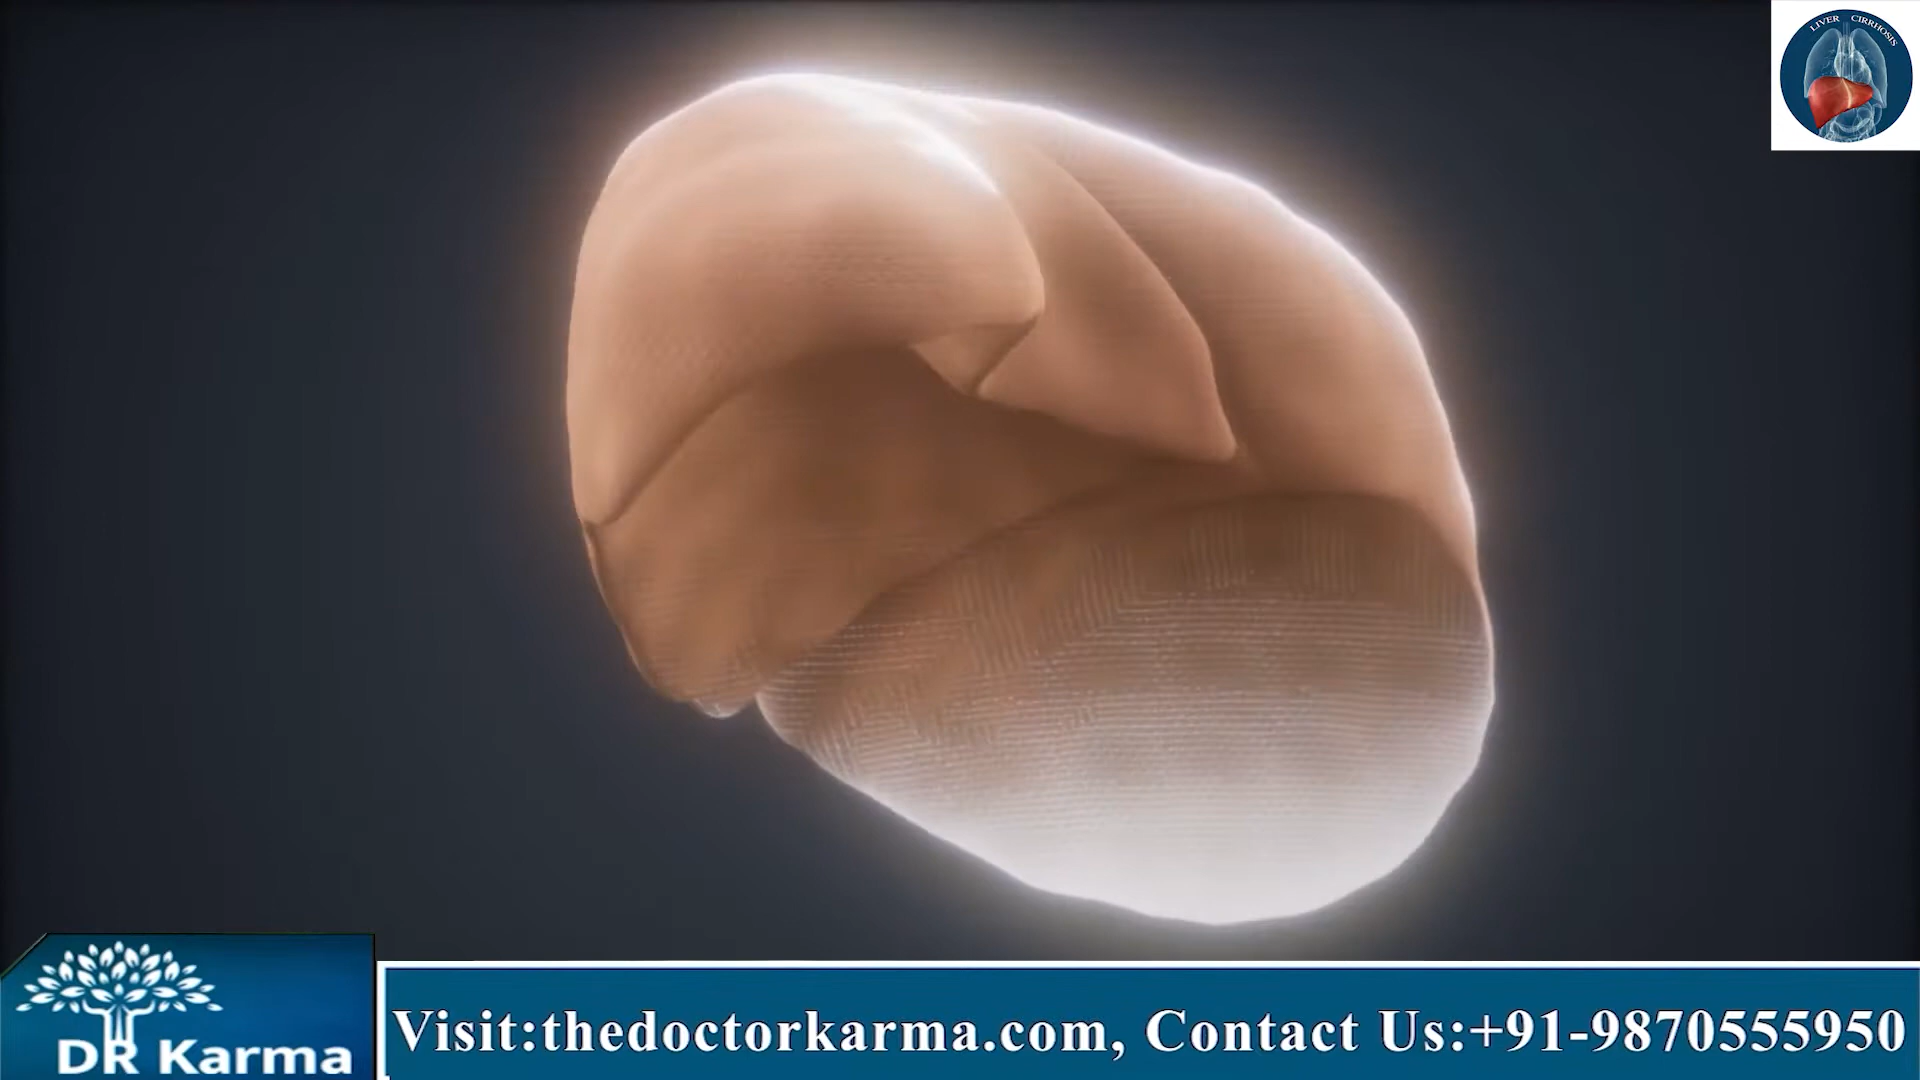 LIVER CIRRHOSIS
DR Karma
Visit:thedoctorkarma.com, Contact Us:+91-9870555950